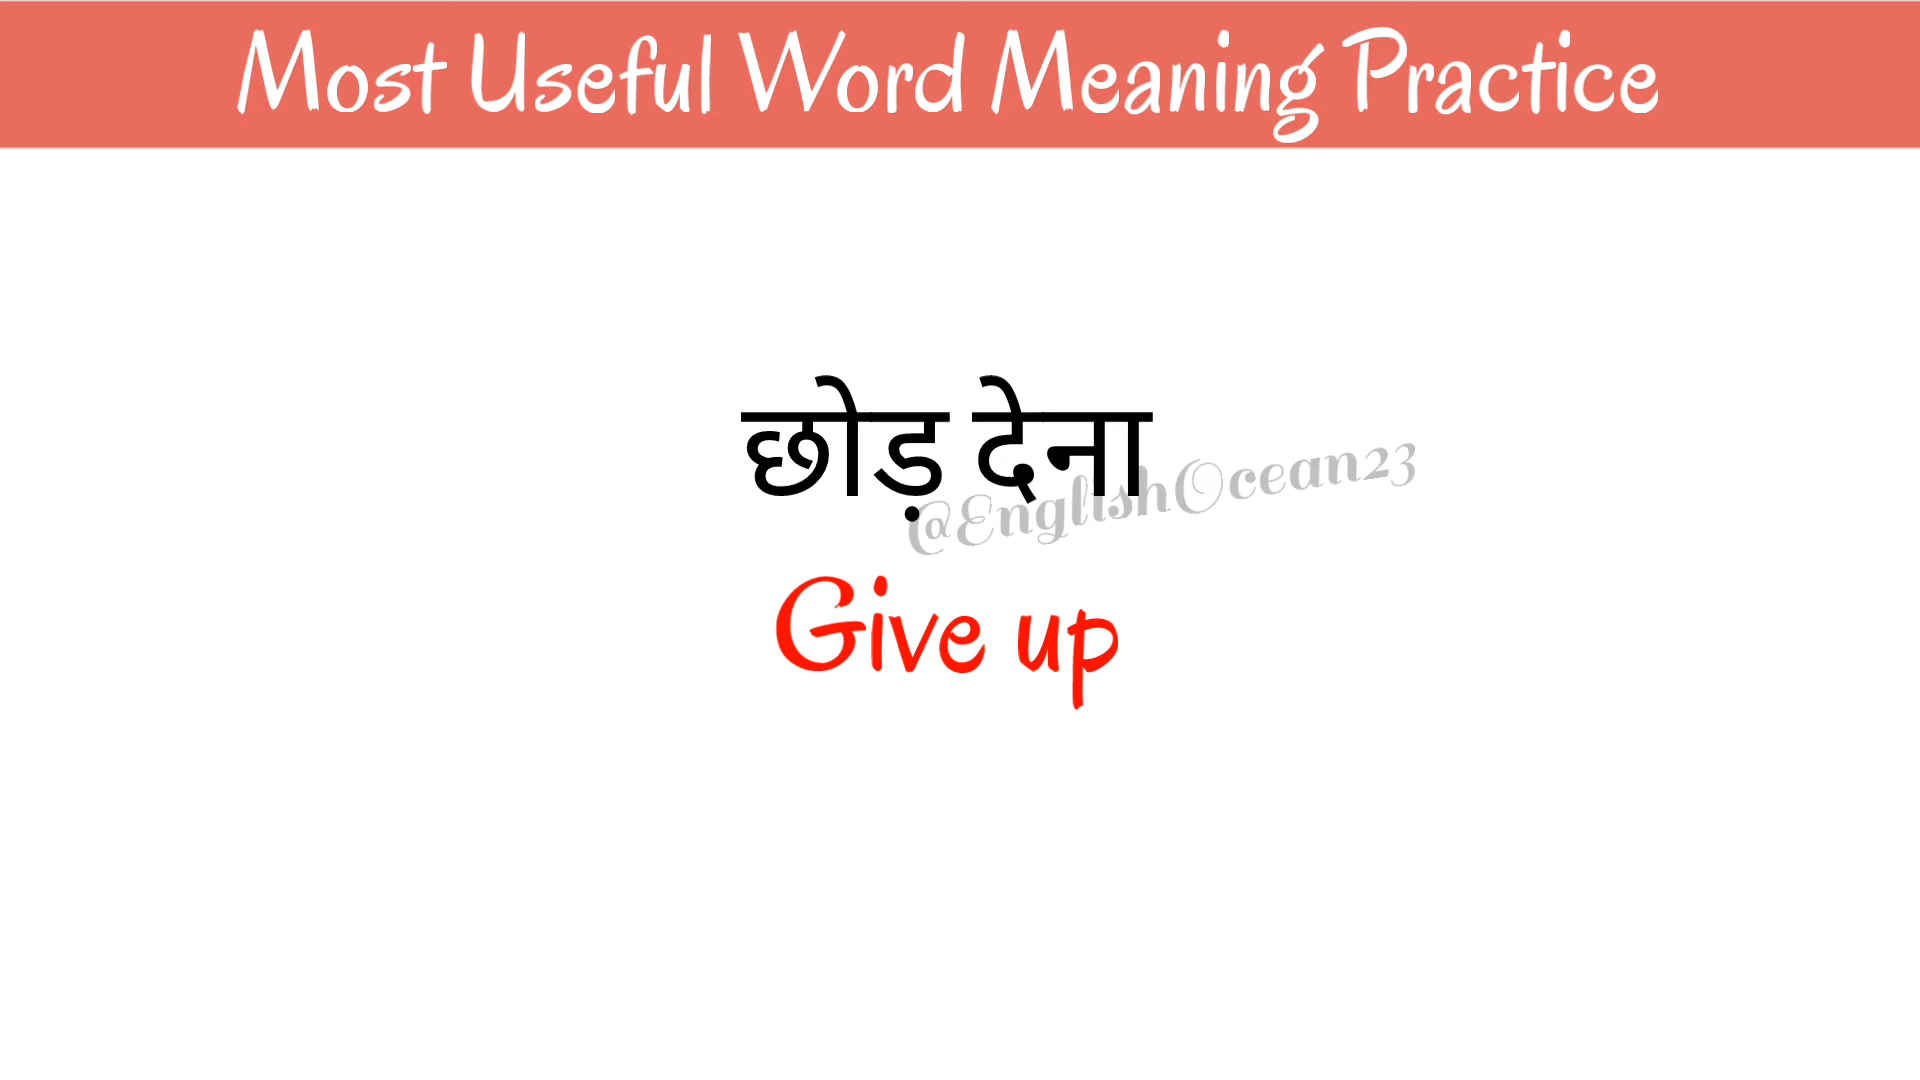 Most Useful Word Meaning Practice
छोड़ देना
@EnglishOcean23
Give up